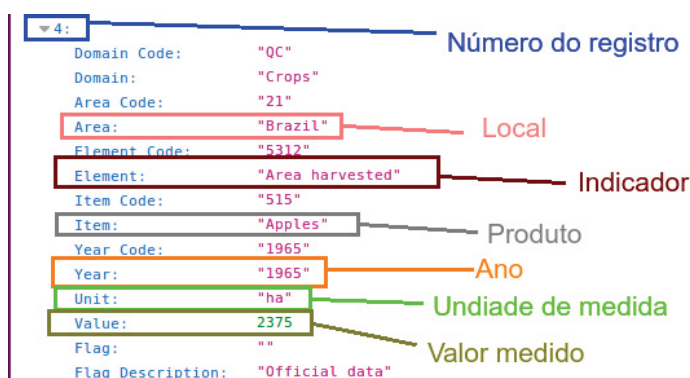 4:
Número do registro
Domain Code: "QC"
Domain: "Crops"
Area Code: "21"
Area: "Brazil"
Local
Element Code: "5312"
Element: "Area harvested"
Indicador
Item Code: "515"
Item: "Apples"
Produto
Year Code: "1965"
Year: "1965"
Ano
Unit: "ha"
Undiade de medida
Value: 2375
Valor medido
Flag: ""
Flag Description: "Official data"